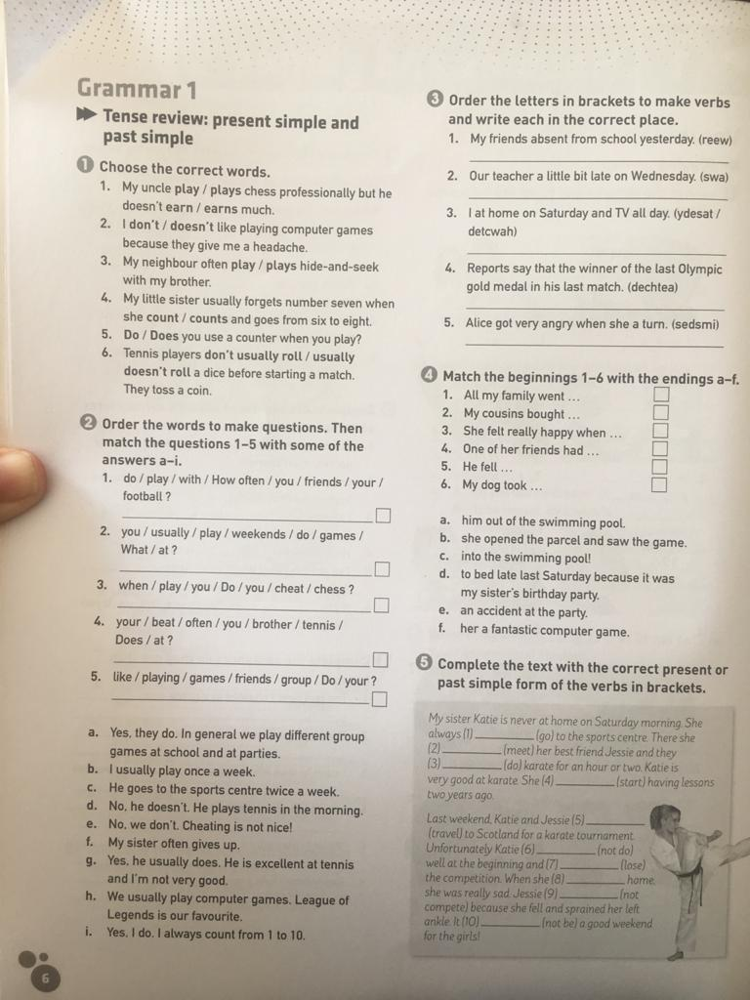 Grammar 1
Tense review: present simple and
past simple
1 Choose the correct words.
1. My uncle play / plays chess professionally but he
doesn't earn / earns much.
2. I don't / doesn't like playing computer games
because they give me a headache.
3. My neighbour often play / plays hide-and-seek
with my brother.
4. My little sister usually forgets number seven when
she count / counts and goes from six to eight.
5. Do / Does you use a counter when you play?
6. Tennis players don't usually roll / usually
doesn't roll a dice before starting a match.
They toss a coin.
2 Order the words to make questions. Then
match the questions 1–5 with some of the
answers a–i.
1. do / play / with / How often / you / friends / your /
football ?
2. you / usually / play / weekends / do / games /
What / at ?
3. when / play / you / Do / you / cheat / chess ?
4. your / beat / often / you / brother / tennis /
Does / at ?
5. like / playing / games / friends / group / Do / your ?
a. Yes, they do. In general we play different group
games at school and at parties.
b. I usually play once a week.
c. He goes to the sports centre twice a week.
d. No, he doesn't. He plays tennis in the morning.
e. No, we don't. Cheating is not nice!
f. My sister often gives up.
g. Yes, he usually does. He is excellent at tennis
and I'm not very good.
h. We usually play computer games. League of
Legends is our favourite.
i. Yes, I do. I always count from 1 to 10.
6
3 Order the letters in brackets to make verbs
and write each in the correct place.
1. My friends absent from school yesterday. (reew)
2. Our teacher a little bit late on Wednesday. (swa)
3. I at home on Saturday and TV all day. (ydesat /
detcwah)
4. Reports say that the winner of the last Olympic
gold medal in his last match. (dechtea)
5. Alice got very angry when she a turn. (sedsmi)
4 Match the beginnings 1–6 with the endings a–f.
1. All my family went ...
2. My cousins bought ...
3. She felt really happy when ...
4. One of her friends had ...
5. He fell ...
6. My dog took ...
a. him out of the swimming pool.
b. she opened the parcel and saw the game.
c. into the swimming pool!
d. to bed late last Saturday because it was
my sister's birthday party.
e. an accident at the party.
f. her a fantastic computer game.
5 Complete the text with the correct present or
past simple form of the verbs in brackets.
My sister Katie is never at home on Saturday morning. She
always (1) ________ (go) to the sports centre. There she
(2) ________ (meet) her best friend Jessie and they
(3) ________ (do) karate for an hour or two. Katie is
very good at karate. She (4) ________ (start) having lessons
two years ago.
Last weekend, Katie and Jessie (5) ________
(travel) to Scotland for a karate tournament.
Unfortunately Katie (6) ________ (not do)
well at the beginning and (7) ________ (lose)
the competition. When she (8) ________ home,
she was really sad. Jessie (9) ________ (not
compete) because she fell and sprained her left
ankle. It (10) ________ (not be) a good weekend
for the girls!